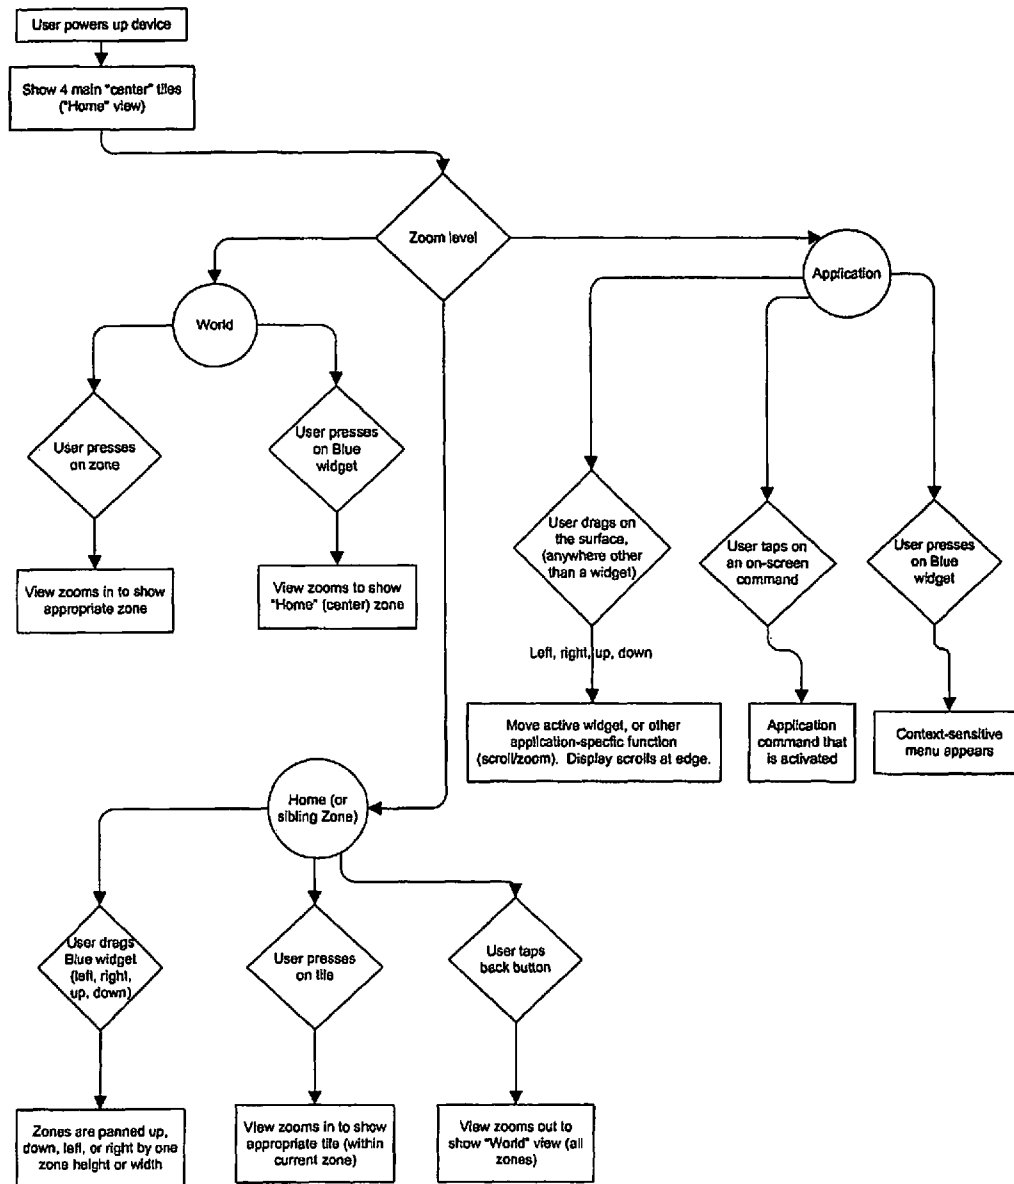 User powers up device
Show 4 main "center" tiles
("Home" view)
Zoom level
World
Application
User presses
on zone
User presses
on Blue
widget
View zooms in to show
appropriate zone
View zooms to show
"Home" (center) zone
User drags on
the surface,
(anywhere other
than a widget)
User taps on
an on-screen
command
User presses
on Blue
widget
Left, right, up, down
Move active widget, or other
application-specfic function
(scroll/zoom). Display scrolls at edge.
Application
command that
is activated
Context-sensitive
menu appears
Home (or
sibling Zone)
User drags
Blue widget
(left, right,
up, down)
User presses
on tile
User taps
back button
Zones are panned up,
down, left, or right by one
zone height or width
View zooms in to show
appropriate tile (within
current zone)
View zooms out to
show "World" view (all
zones)